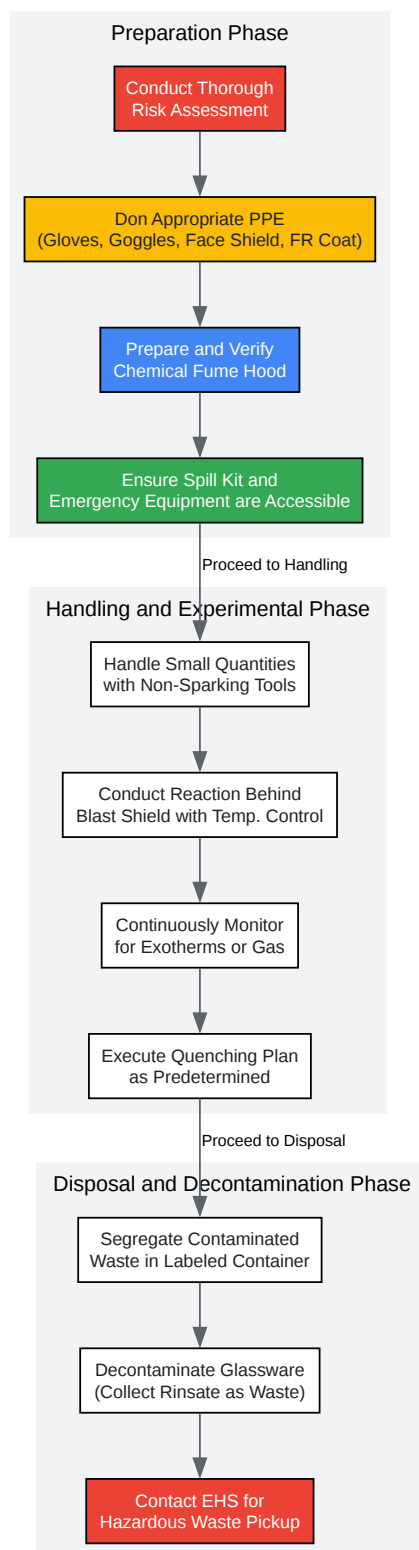 Preparation Phase
Conduct Thorough
Risk Assessment
Don Appropriate PPE
(Gloves, Goggles, Face Shield, FR Coat)
Prepare and Verify
Chemical Fume Hood
Ensure Spill Kit and
Emergency Equipment are Accessible
Proceed to Handling
Handling and Experimental Phase
Handle Small Quantities
with Non-Sparking Tools
Conduct Reaction Behind
Blast Shield with Temp. Control
Continuously Monitor
for Exotherms or Gas
Execute Quenching Plan
as Predetermined
Proceed to Disposal
Disposal and Decontamination Phase
Segregate Contaminated
Waste in Labeled Container
Decontaminate Glassware
(Collect Rinsate as Waste)
Contact EHS for
Hazardous Waste Pickup